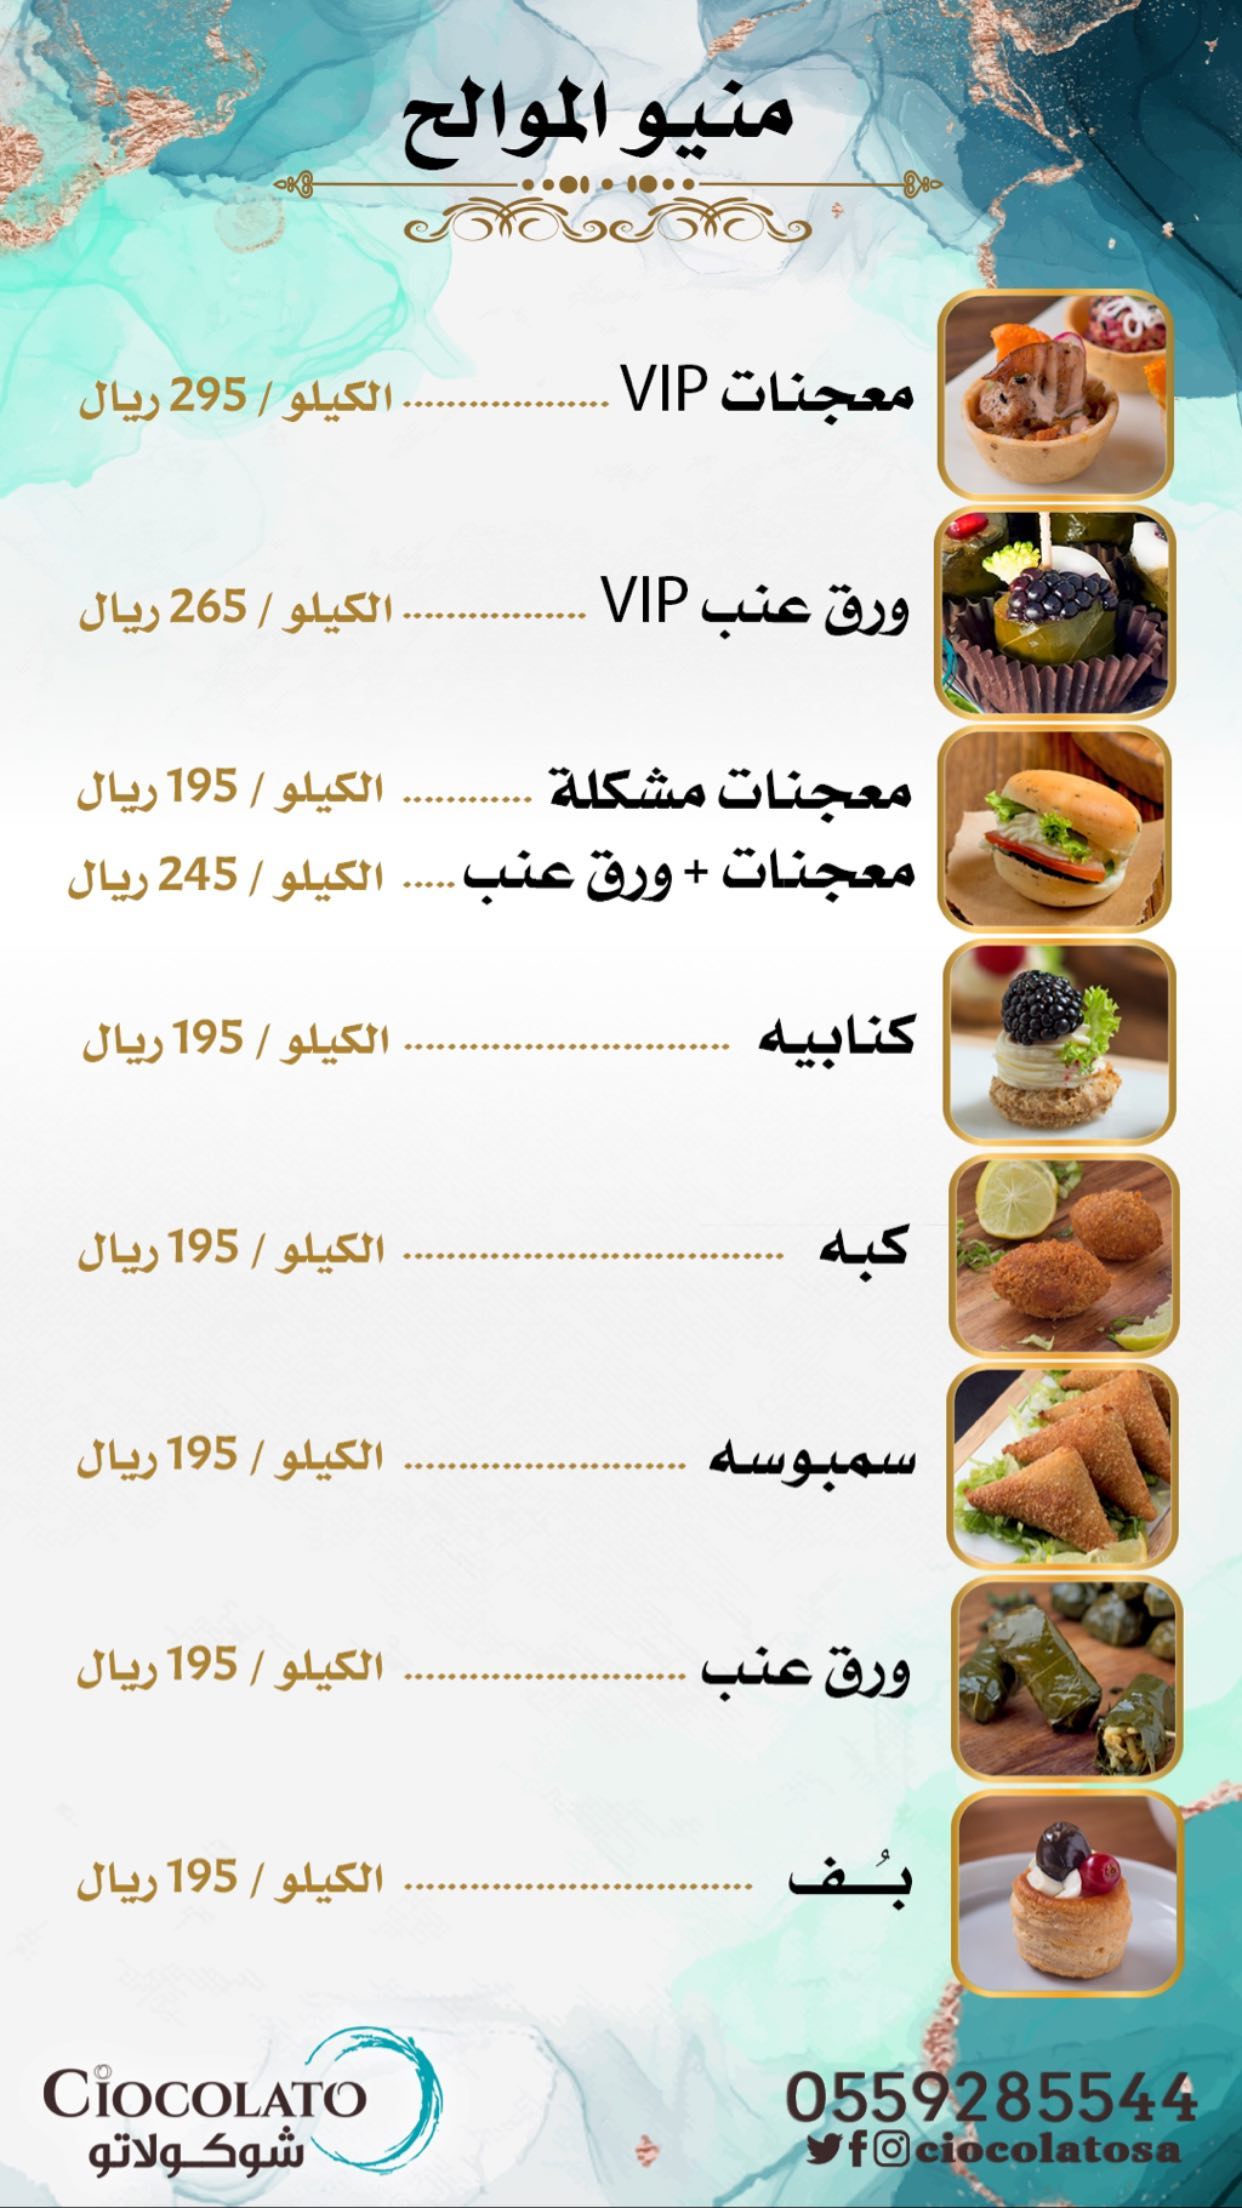 منيو الموالح
معجنات VIP ................... الكيلو / 295 ريال
ورق عنب VIP ................. الكيلو / 265 ريال
معجنات مشكلة ............ الكيلو / 195 ريال
معجنات + ورق عنب ..... الكيلو / 245 ريال
كنابيه .............................. الكيلو / 195 ريال
كبه ................................... الكيلو / 195 ريال
سمبوسه .......................... الكيلو / 195 ريال
ورق عنب .......................... الكيلو / 195 ريال
بـُـف ................................ الكيلو / 195 ريال
CIOCOLATO
شوكولاتو
0559285544
ciocolatosa